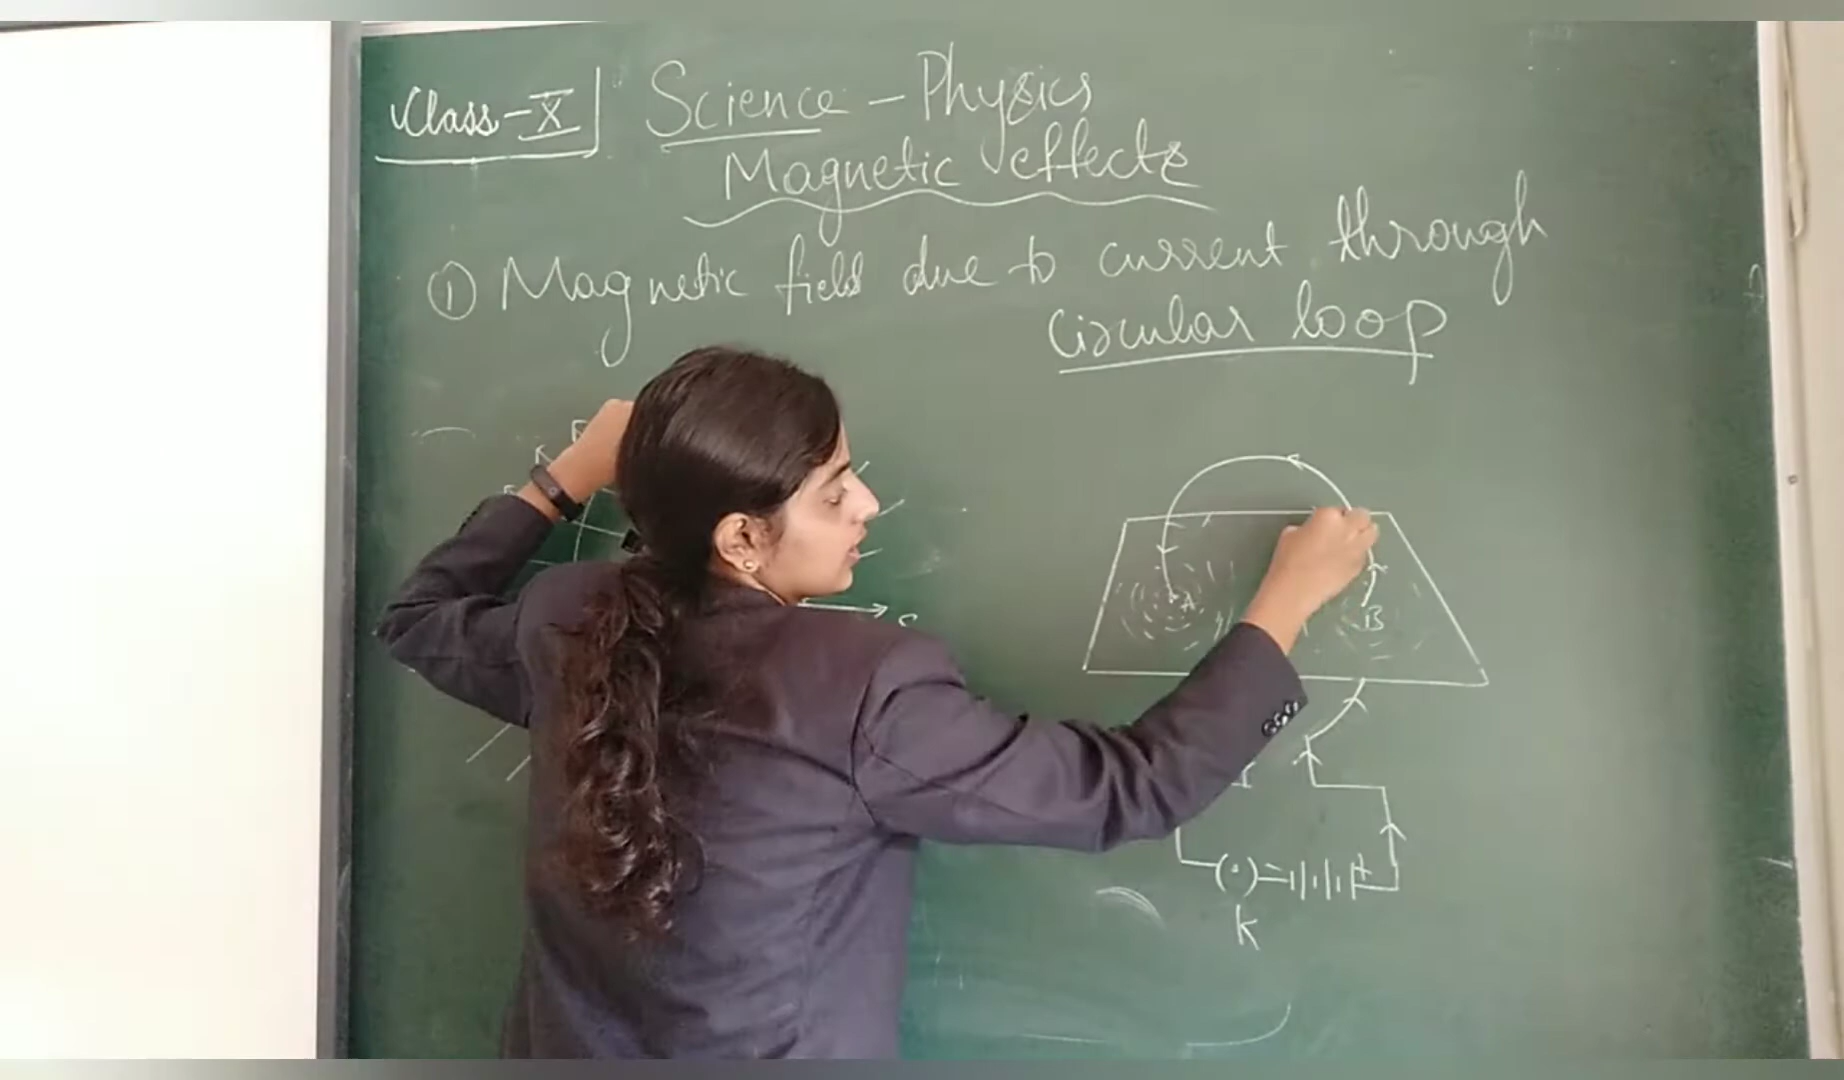 Class-X
Science - Physics
Magnetic effects
① Magnetic field due to current through
circular loop
A
B
K
+